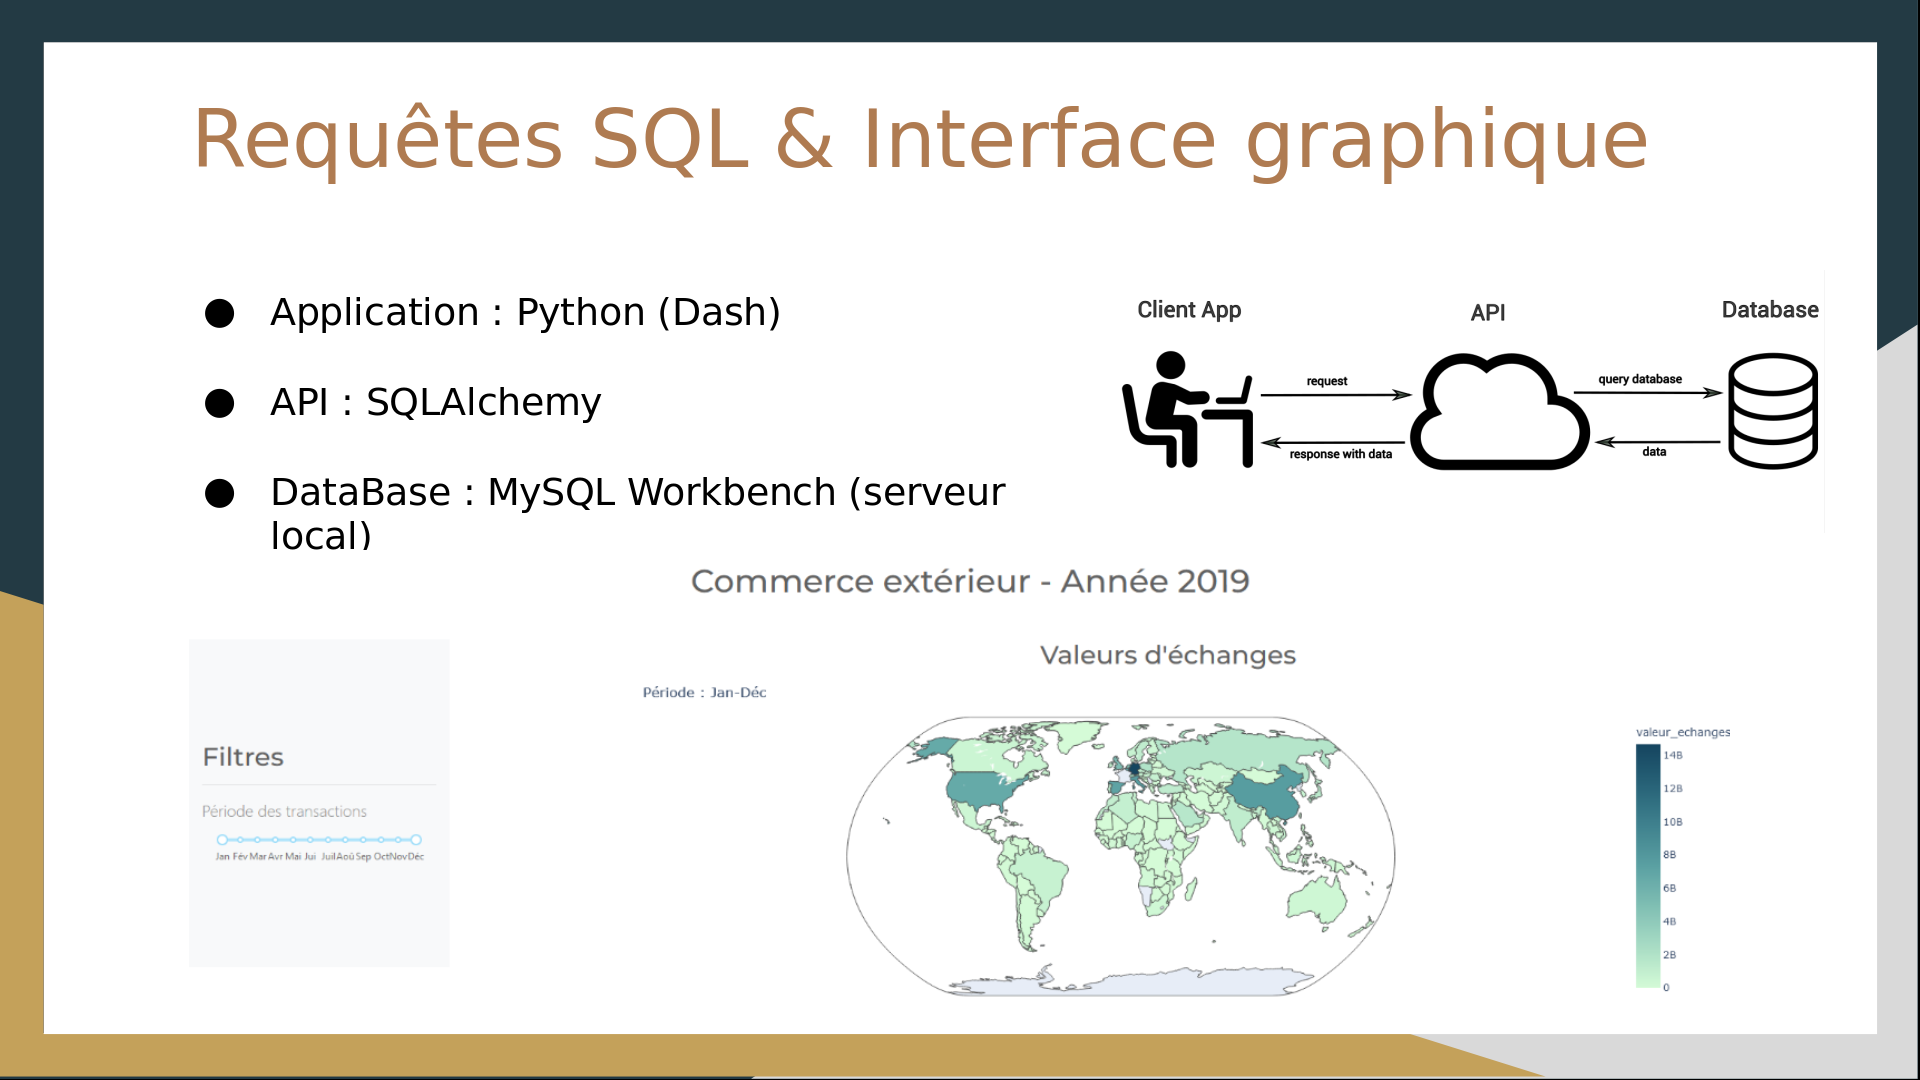 Requêtes SQL & Interface graphique
● Application : Python (Dash)
● API : SQLAlchemy
● DataBase : MySQL Workbench (serveur
local)
Client App
API
Database
request
query database
response with data
data
Commerce extérieur - Année 2019
Valeurs d'échanges
Période : Jan-Déc
Filtres
Période des transactions
Jan Fév Mar Avr Mai Jui Juil Aoû Sep Oct Nov Déc
valeur_echanges
14B
12B
10B
8B
6B
4B
2B
0